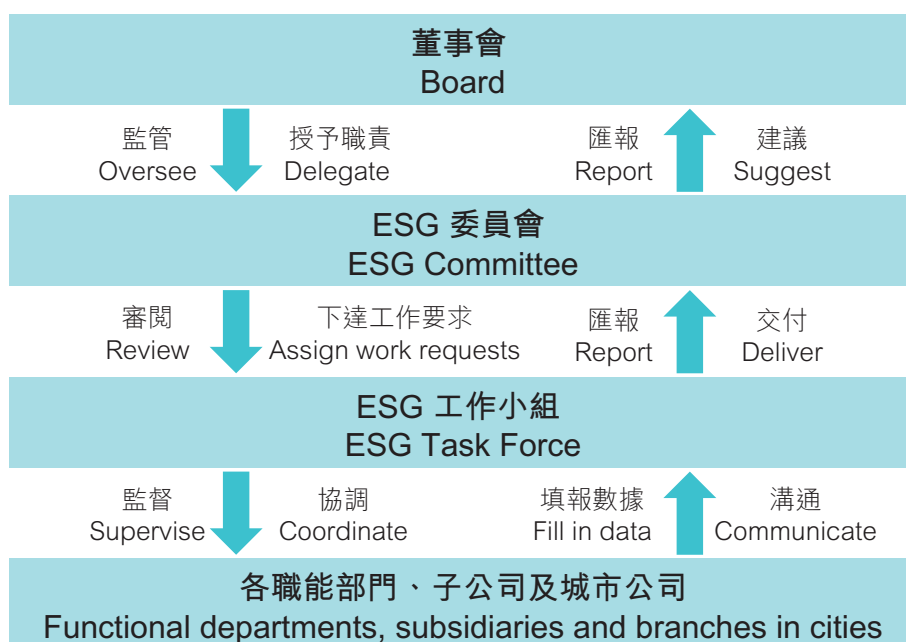 董事會
Board
監管 授予職責 匯報 建議
Oversee Delegate Report Suggest
ESG 委員會
ESG Committee
審閲 下達工作要求 匯報 交付
Review Assign work requests Report Deliver
ESG 工作小組
ESG Task Force
監督 協調 填報數據 溝通
Supervise Coordinate Fill in data Communicate
各職能部門、子公司及城市公司
Functional departments, subsidiaries and branches in cities